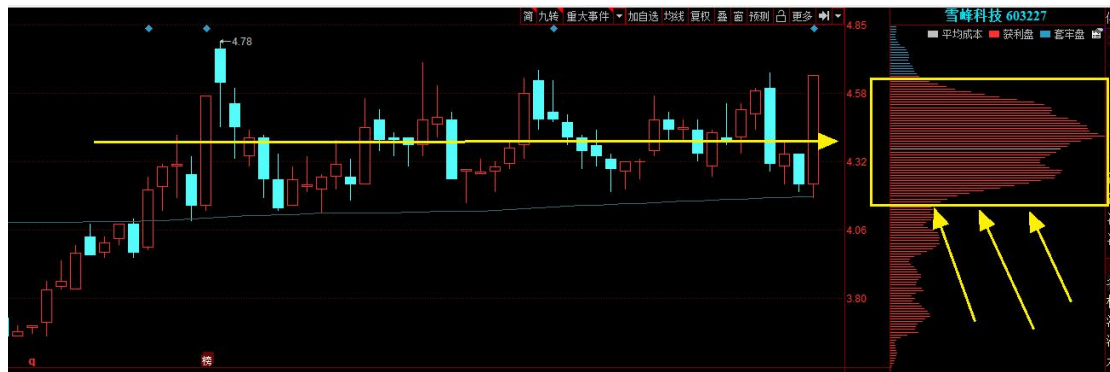 简 九转 重大事件 加自选 均线 复权 叠 窗 预测 更多
雪峰科技 603227
平均成本 获利盘 套牢盘
4.85
4.78
4.58
4.32
4.06
3.80
q
榜